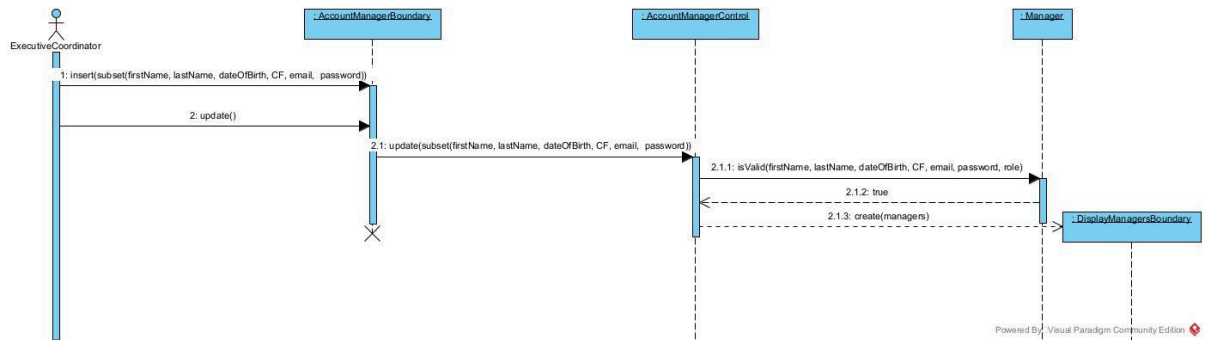 : AccountManagerBoundary
: AccountManagerControl
: Manager
ExecutiveCoordinator
1: insert(subset(firstName, lastName, dateOfBirth, CF, email, password))
2: update()
2.1: update(subset(firstName, lastName, dateOfBirth, CF, email, password))
2.1.1: isValid(firstName, lastName, dateOfBirth, CF, email, password, role)
2.1.2: true
2.1.3: create(managers)
: DisplayManagersBoundary
Powered By: Visual Paradigm Community Edition